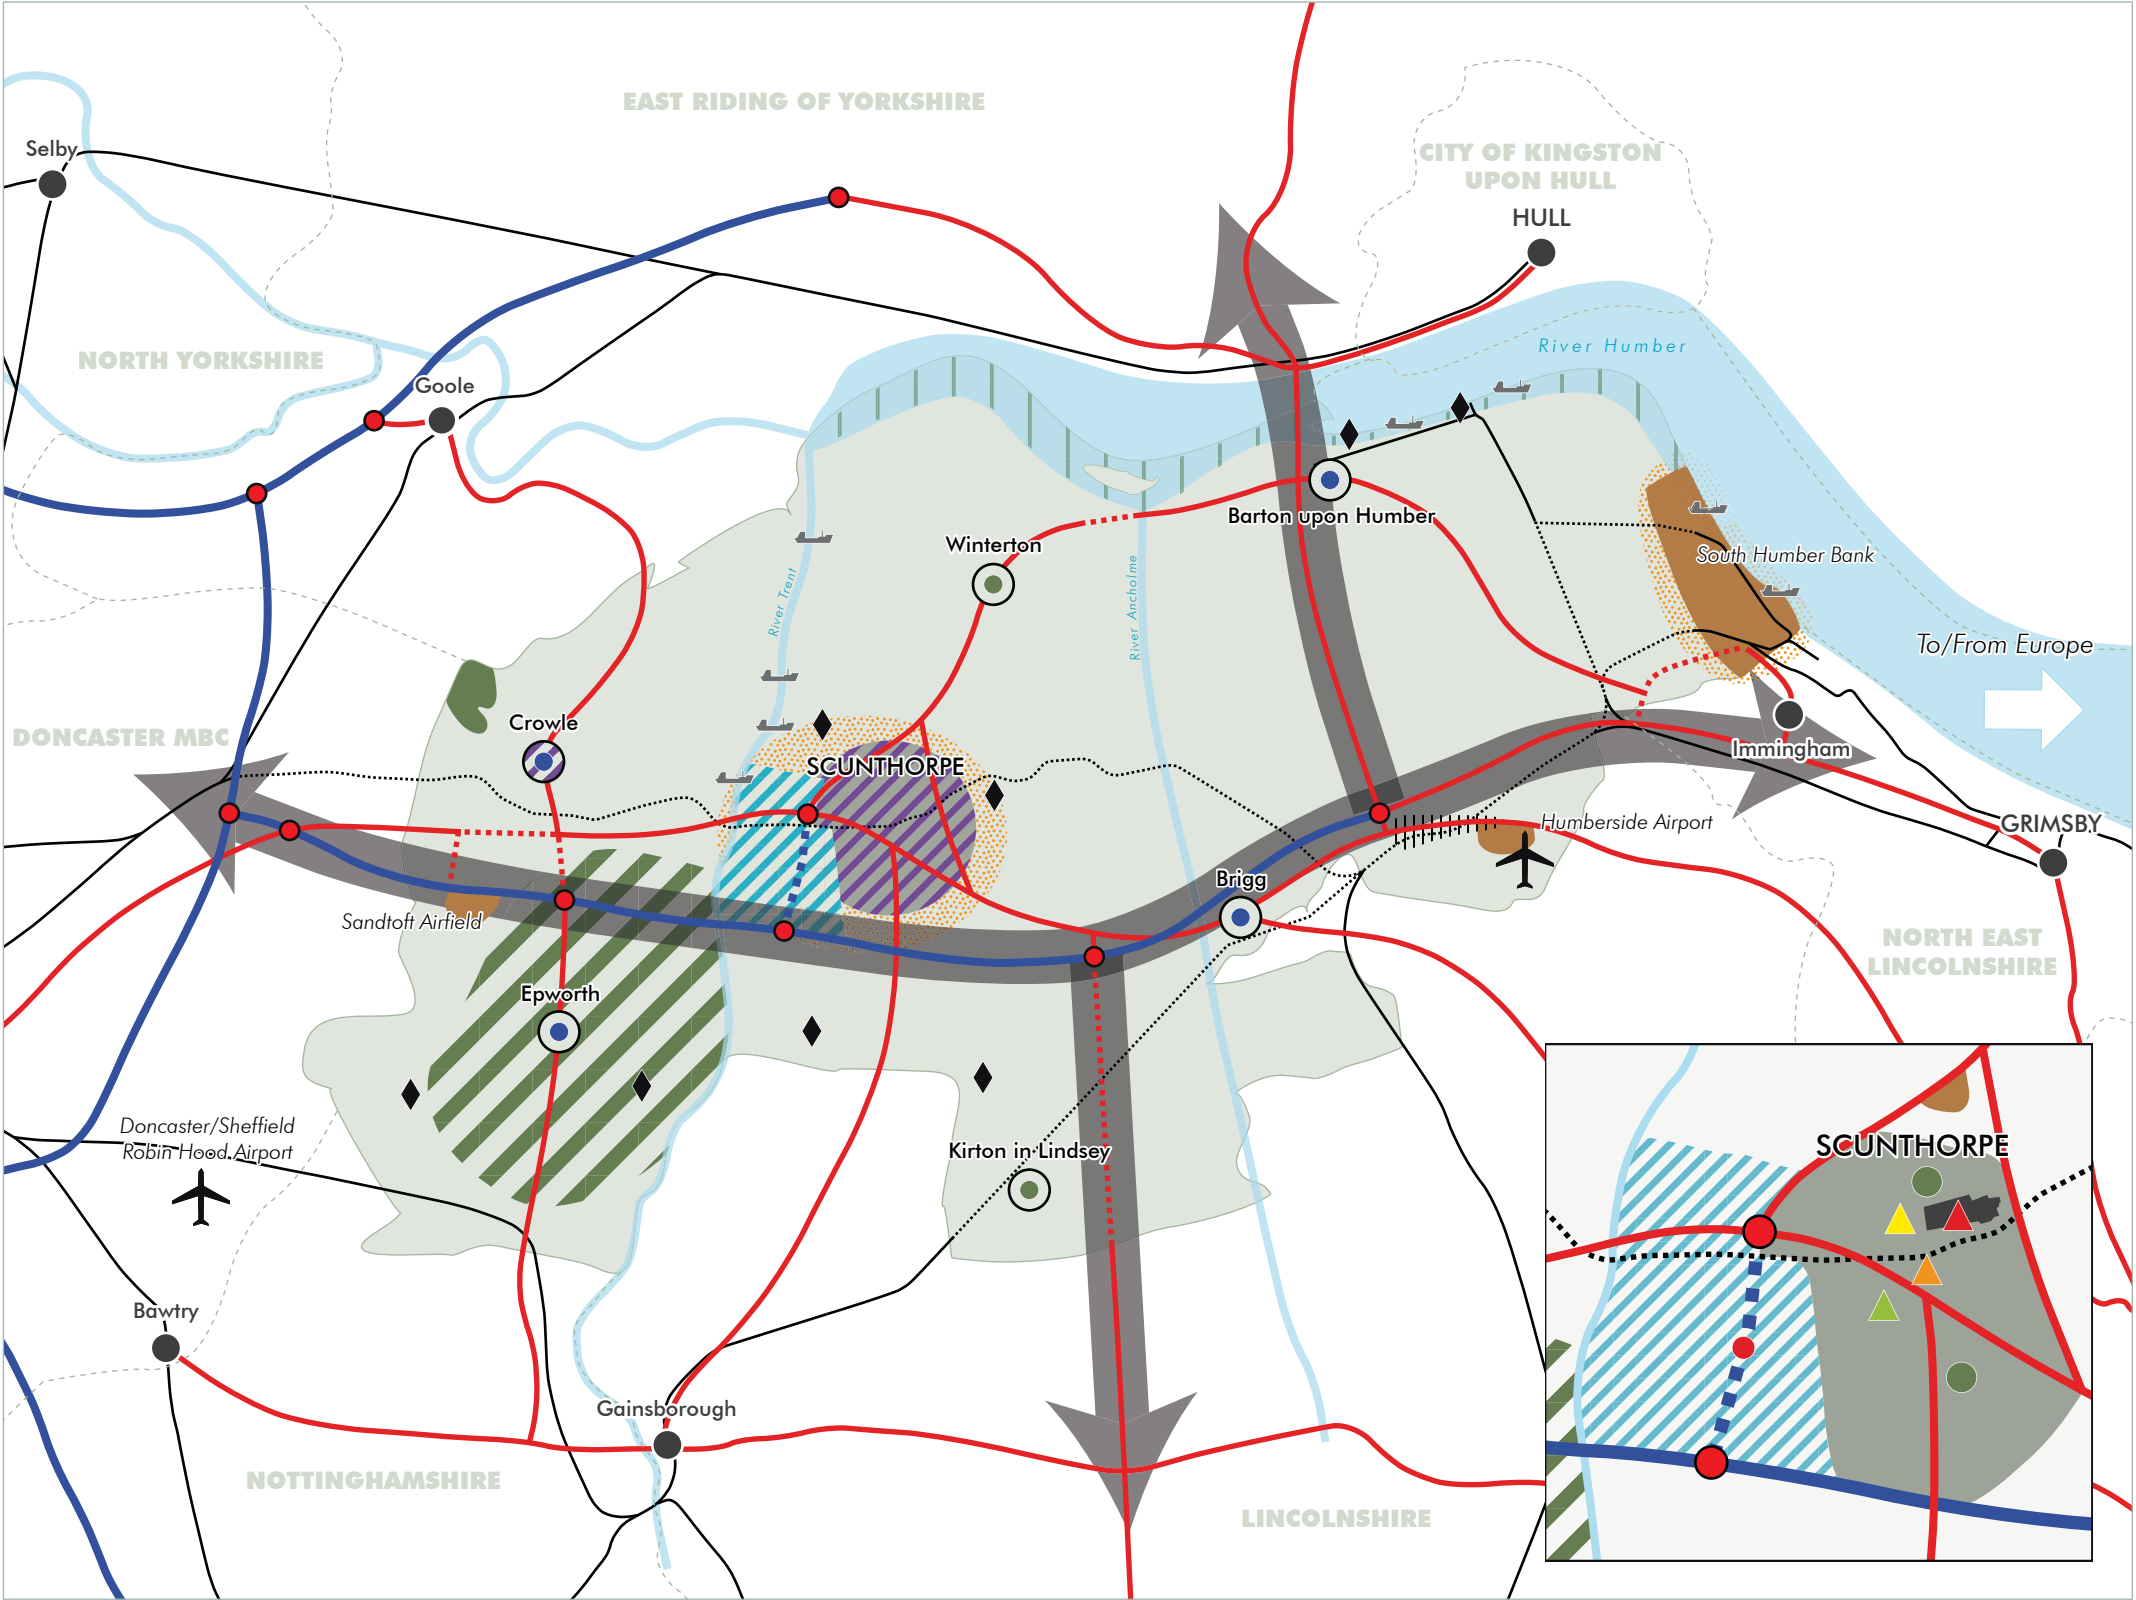 EAST RIDING OF YORKSHIRE
Selby
CITY OF KINGSTON
UPON HULL
HULL
River Humber
NORTH YORKSHIRE
Goole
Barton upon Humber
Winterton
South Humber Bank
River Trent
River Ancholme
To/From Europe
Crowle
DONCASTER MBC
SCUNTHORPE
Immingham
Humberside Airport
GRIMSBY
Brigg
Sandtoft Airfield
NORTH EAST
LINCOLNSHIRE
Epworth
Doncaster/Sheffield
Robin Hood Airport
Kirton in Lindsey
SCUNTHORPE
Bawtry
Gainsborough
NOTTINGHAMSHIRE
LINCOLNSHIRE